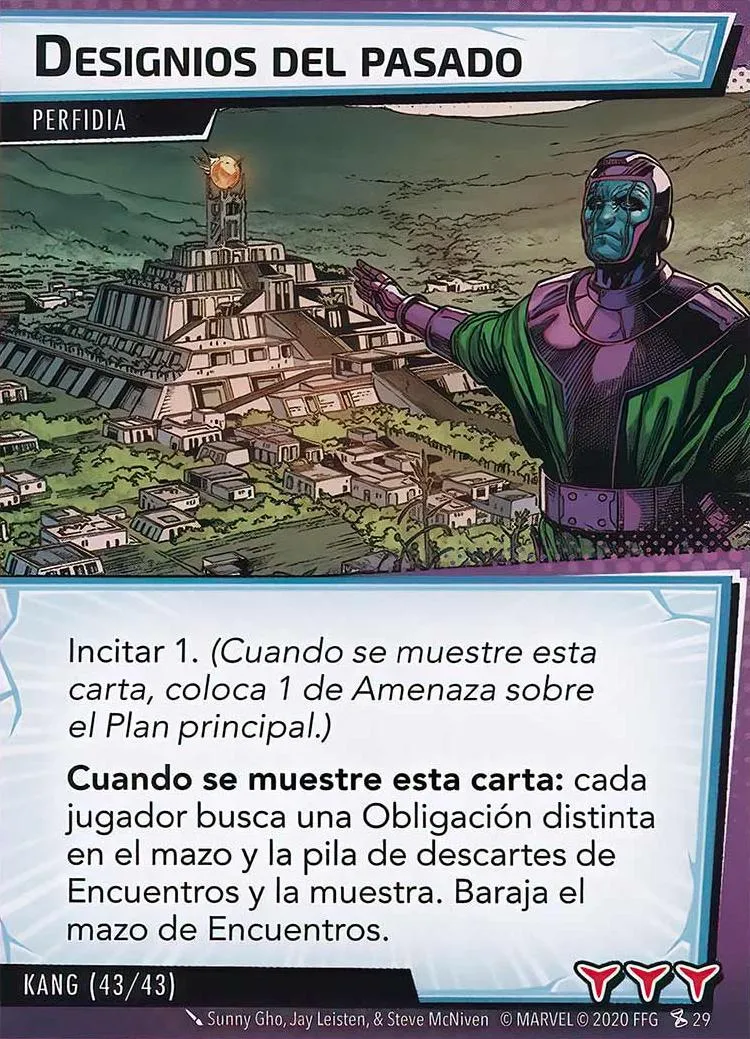 DESIGNIOS DEL PASADO
PERFIDIA
Incitar 1. (Cuando se muestre esta
carta, coloca 1 de Amenaza sobre
el Plan principal.)
Cuando se muestre esta carta: cada
jugador busca una Obligación distinta
en el mazo y la pila de descartes de
Encuentros y la muestra. Baraja el
mazo de Encuentros.
KANG (43/43)
Sunny Gho, Jay Leisten, & Steve McNiven © MARVEL © 2020 FFG 29